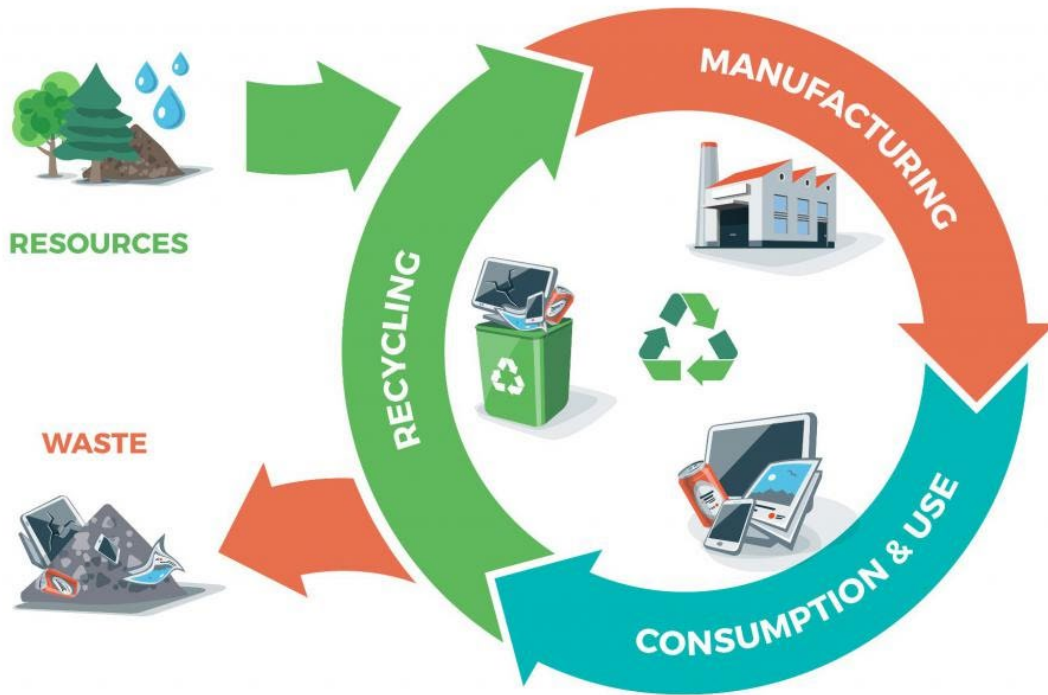 RESOURCES
WASTE
RECYCLING
MANUFACTURING
CONSUMPTION & USE